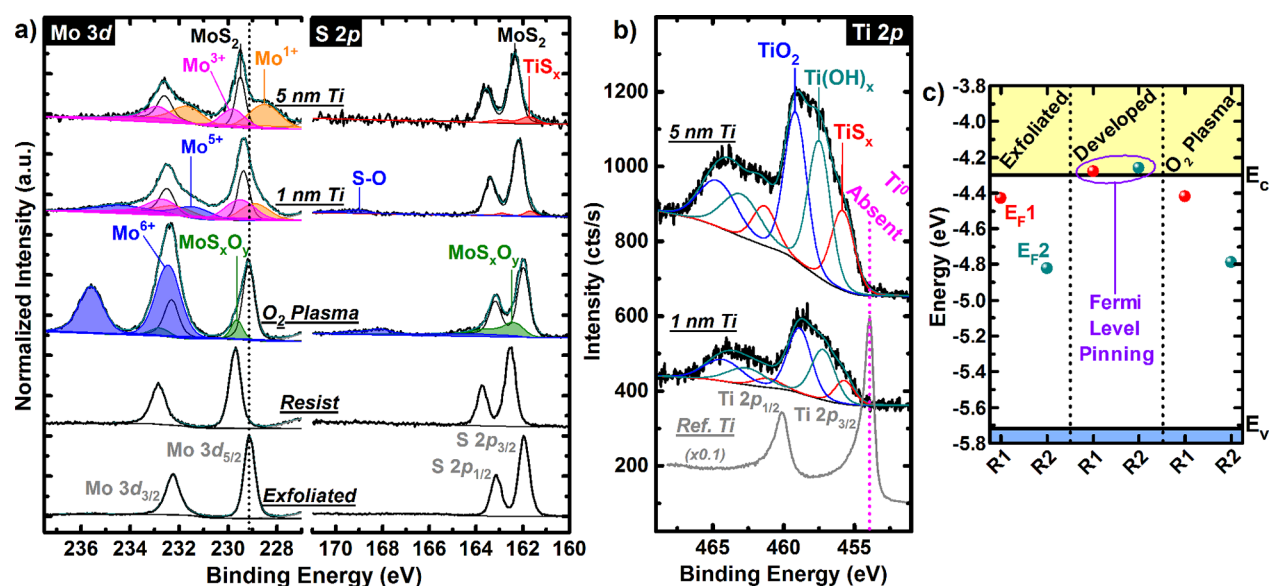 a)
Mo 3d
S 2p
MoS2
Mo3+
Mo1+
5 nm Ti
MoS2
TiSx
Mo5+
1 nm Ti
S-O
Mo6+
MoSxOy
O2 Plasma
MoSxOy
Resist
Mo 3d5/2
Mo 3d3/2
Exfoliated
S 2p3/2
S 2p1/2
Normalized Intensity (a.u.)
236 232 228
170 168 166 164 162 160
Binding Energy (eV)
Binding Energy (eV)
b)
Ti 2p
TiO2
Ti(OH)x
5 nm Ti
TiSx
Ti0
Absent
1 nm Ti
Ti 2p1/2
Ti 2p3/2
Ref. Ti
(x0.1)
Intensity (cts/s)
1200
1000
800
600
400
200
465 460 455
Binding Energy (eV)
c)
Exfoliated
Developed
O2 Plasma
EC
EF1
EF2
Fermi
Level
Pinning
EV
Energy (eV)
-3.8
-4.0
-4.2
-4.4
-4.6
-4.8
-5.0
-5.2
-5.4
-5.6
-5.8
R1 R2 R1 R2 R1 R2